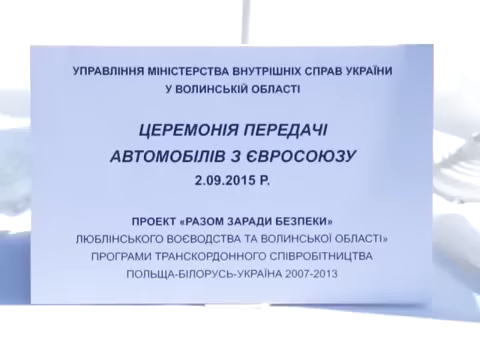 УПРАВЛІННЯ МІНІСТЕРСТВА ВНУТРІШНІХ СПРАВ УКРАЇНИ
У ВОЛИНСЬКІЙ ОБЛАСТІ
ЦЕРЕМОНІЯ ПЕРЕДАЧІ
АВТОМОБІЛІВ З ЄВРОСОЮЗУ
2.09.2015 Р.
ПРОЕКТ «РАЗОМ ЗАРАДИ БЕЗПЕКИ»
ЛЮБЛІНСЬКОГО ВОЄВОДСТВА ТА ВОЛИНСЬКОЇ ОБЛАСТІ»
ПРОГРАМИ ТРАНСКОРДОННОГО СПІВРОБІТНИЦТВА
ПОЛЬЩА-БІЛОРУСЬ-УКРАЇНА 2007-2013